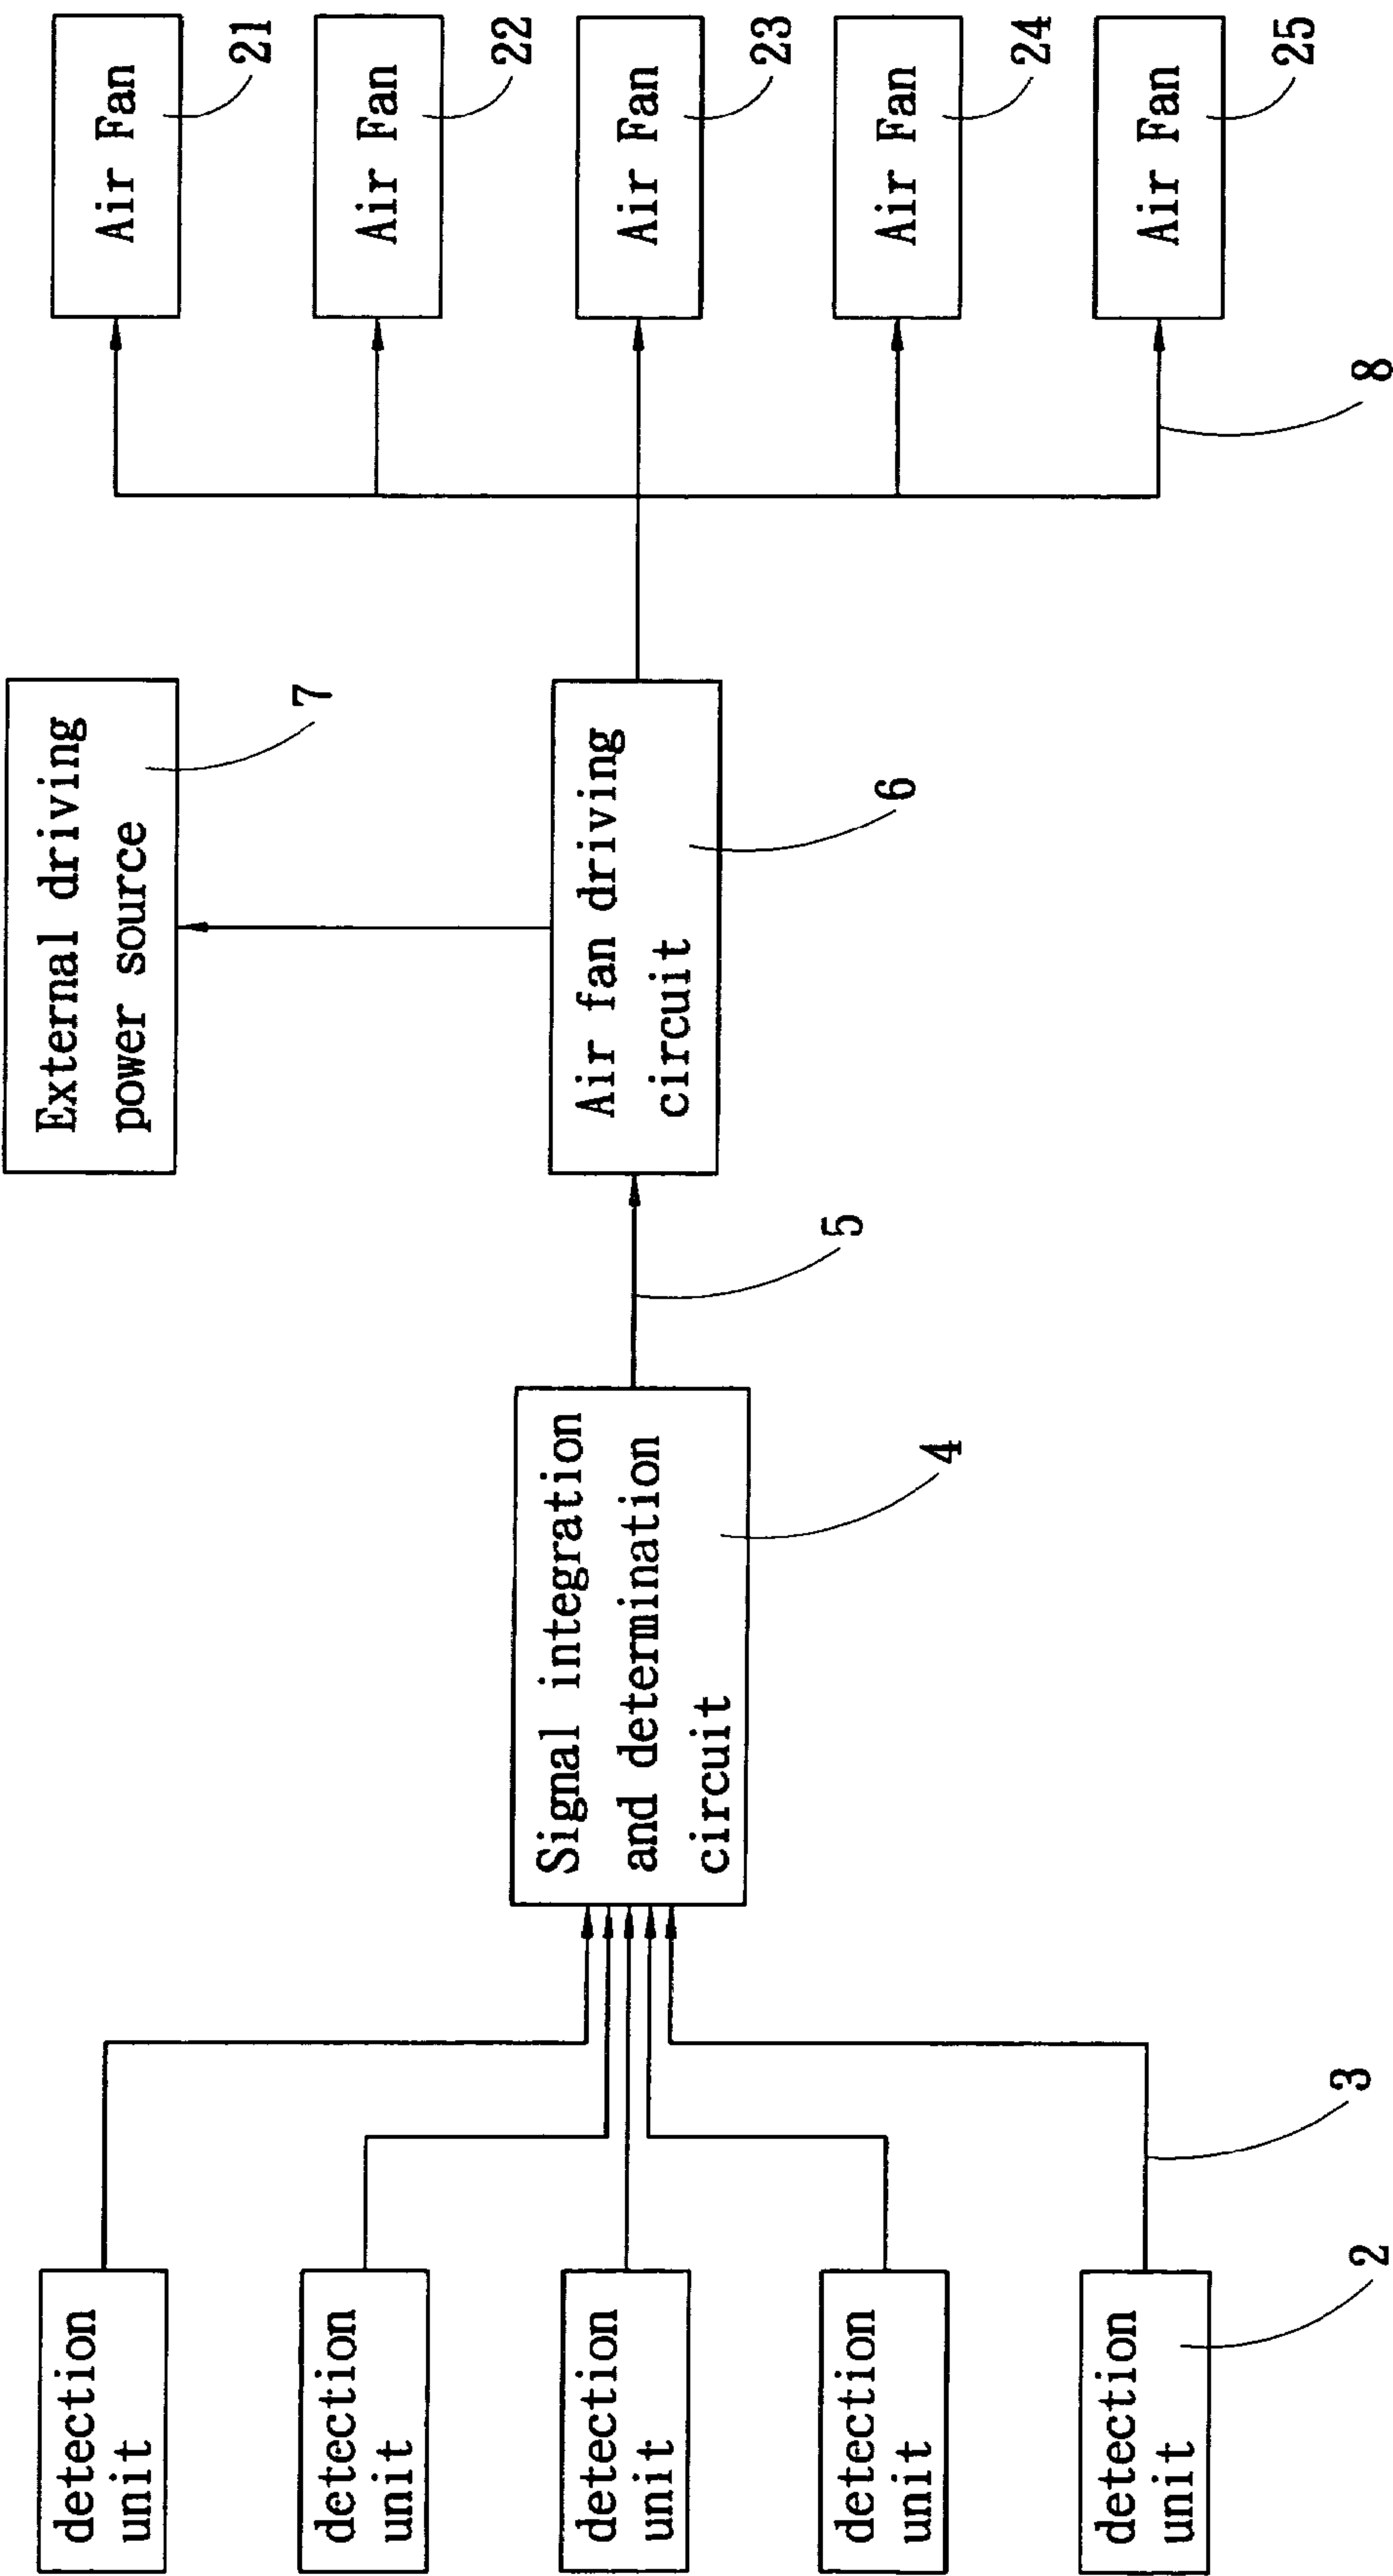 detection
unit
detection
unit
detection
unit
detection
unit
detection
unit
2
3
Signal integration
and determination
circuit
4
5
External driving
power source
7
Air fan driving
circuit
6
8
Air Fan
21
Air Fan
22
Air Fan
23
Air Fan
24
Air Fan
25